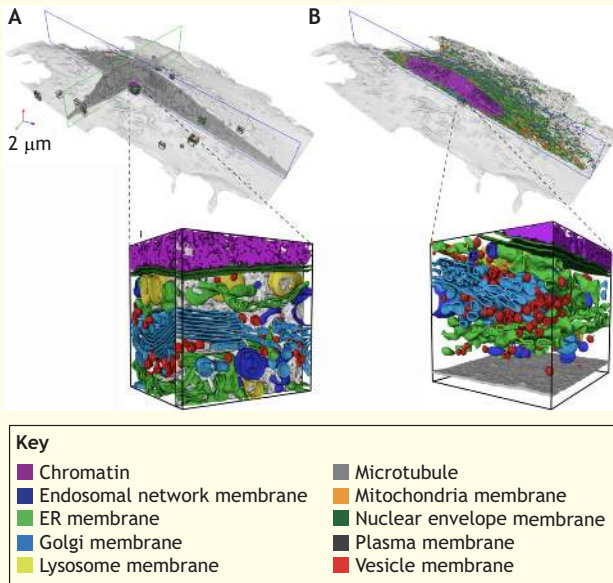 A
B
2 μm
Key
Chromatin
Endosomal network membrane
ER membrane
Golgi membrane
Lysosome membrane
Microtubule
Mitochondria membrane
Nuclear envelope membrane
Plasma membrane
Vesicle membrane